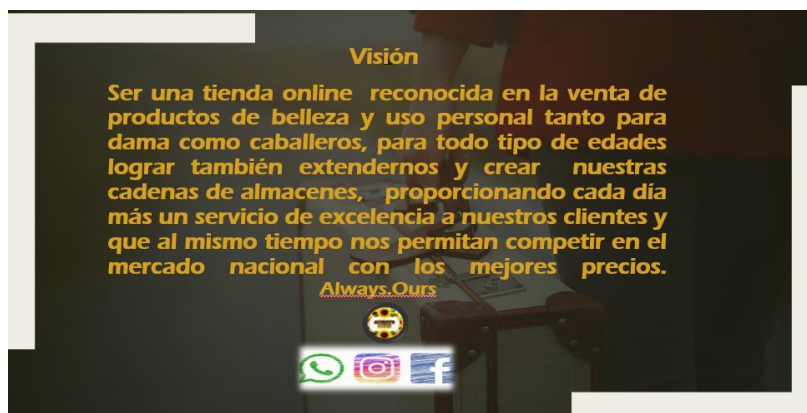 Visión
Ser una tienda online reconocida en la venta de
productos de belleza y uso personal tanto para
dama como caballeros, para todo tipo de edades
lograr también extendernos y crear nuestras
cadenas de almacenes, proporcionando cada día
más un servicio de excelencia a nuestros clientes y
que al mismo tiempo nos permitan competir en el
mercado nacional con los mejores precios.
Always.Ours